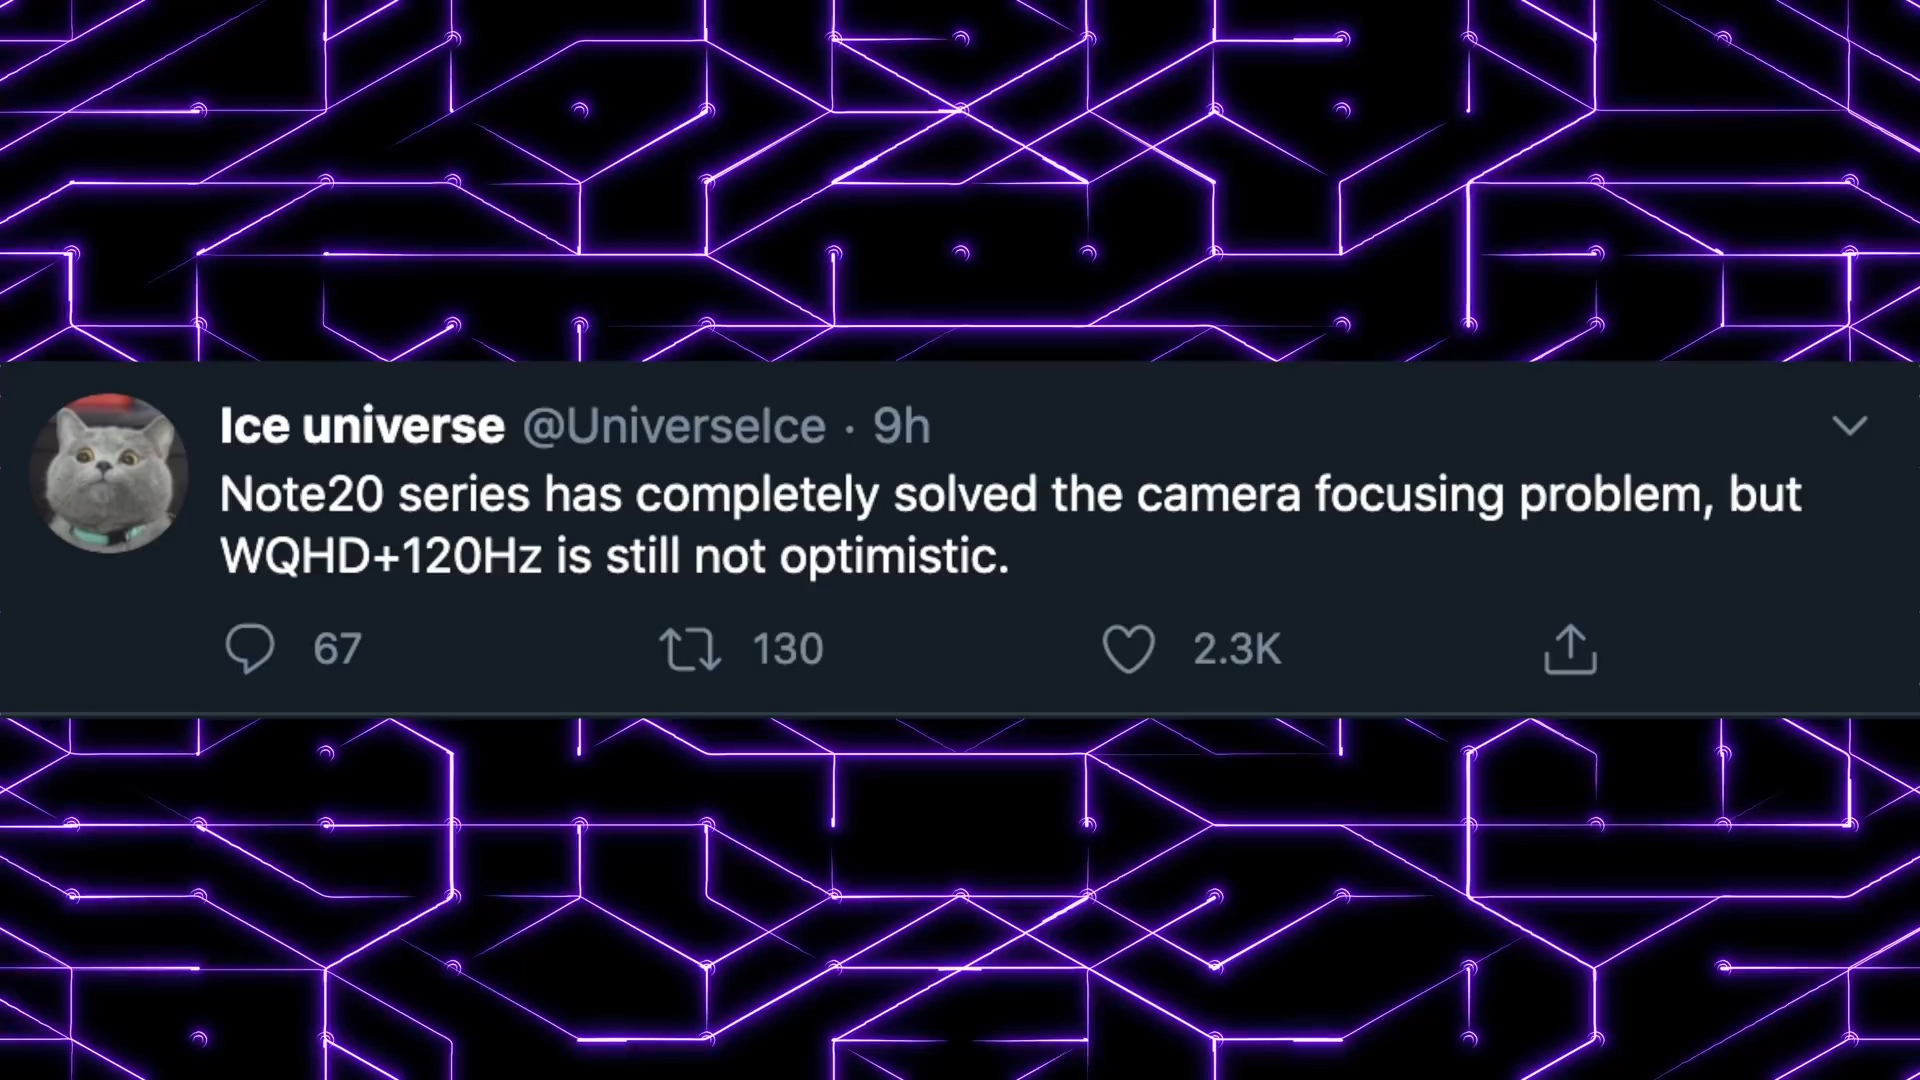 Ice universe @UniverseIce · 9h
Note20 series has completely solved the camera focusing problem, but
WQHD+120Hz is still not optimistic.
67 130 2.3K